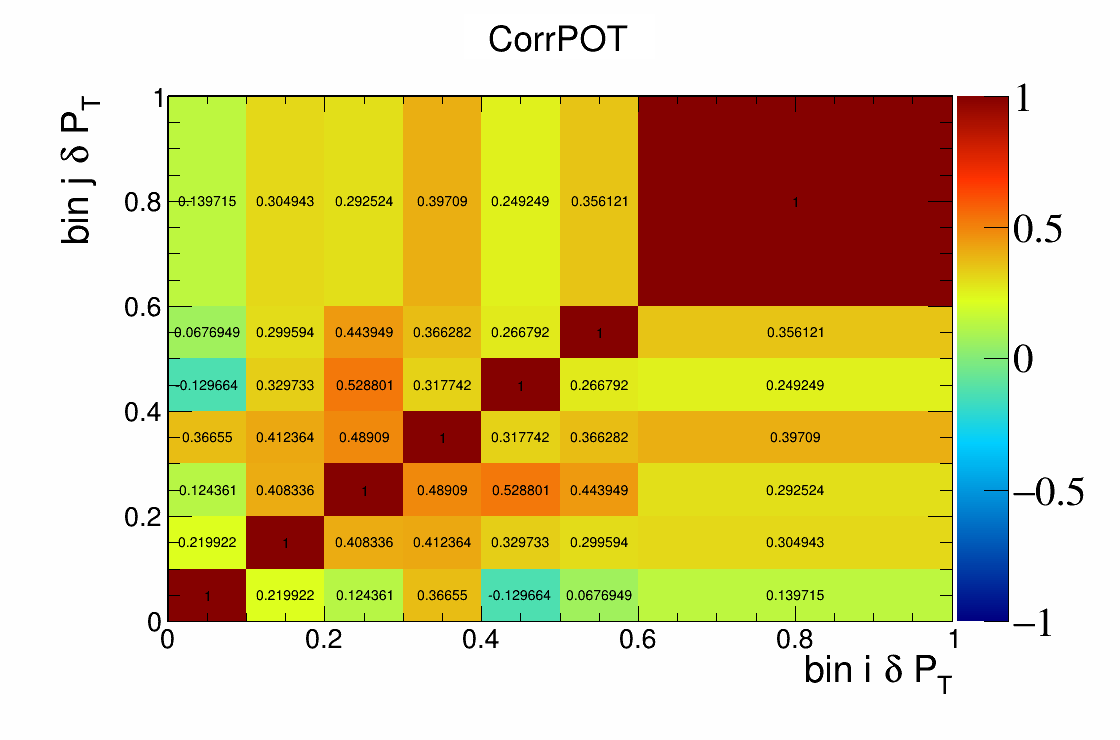 CorrPOT
bin j δ P_T
1
0.8
0.6
0.4
0.2
0
0.139715 0.304943 0.292524 0.39709 0.249249 0.356121 1
0.0676949 0.299594 0.443949 0.366282 0.266792 1 0.356121
-0.129664 0.329733 0.528801 0.317742 1 0.266792 0.249249
0.36655 0.412364 0.48909 1 0.317742 0.366282 0.39709
0.124361 0.408336 1 0.48909 0.528801 0.443949 0.292524
0.219922 1 0.408336 0.412364 0.329733 0.299594 0.304943
1 0.219922 0.124361 0.36655 -0.129664 0.0676949 0.139715
0 0.2 0.4 0.6 0.8 1
bin i δ P_T
1
0.5
0
−0.5
−1